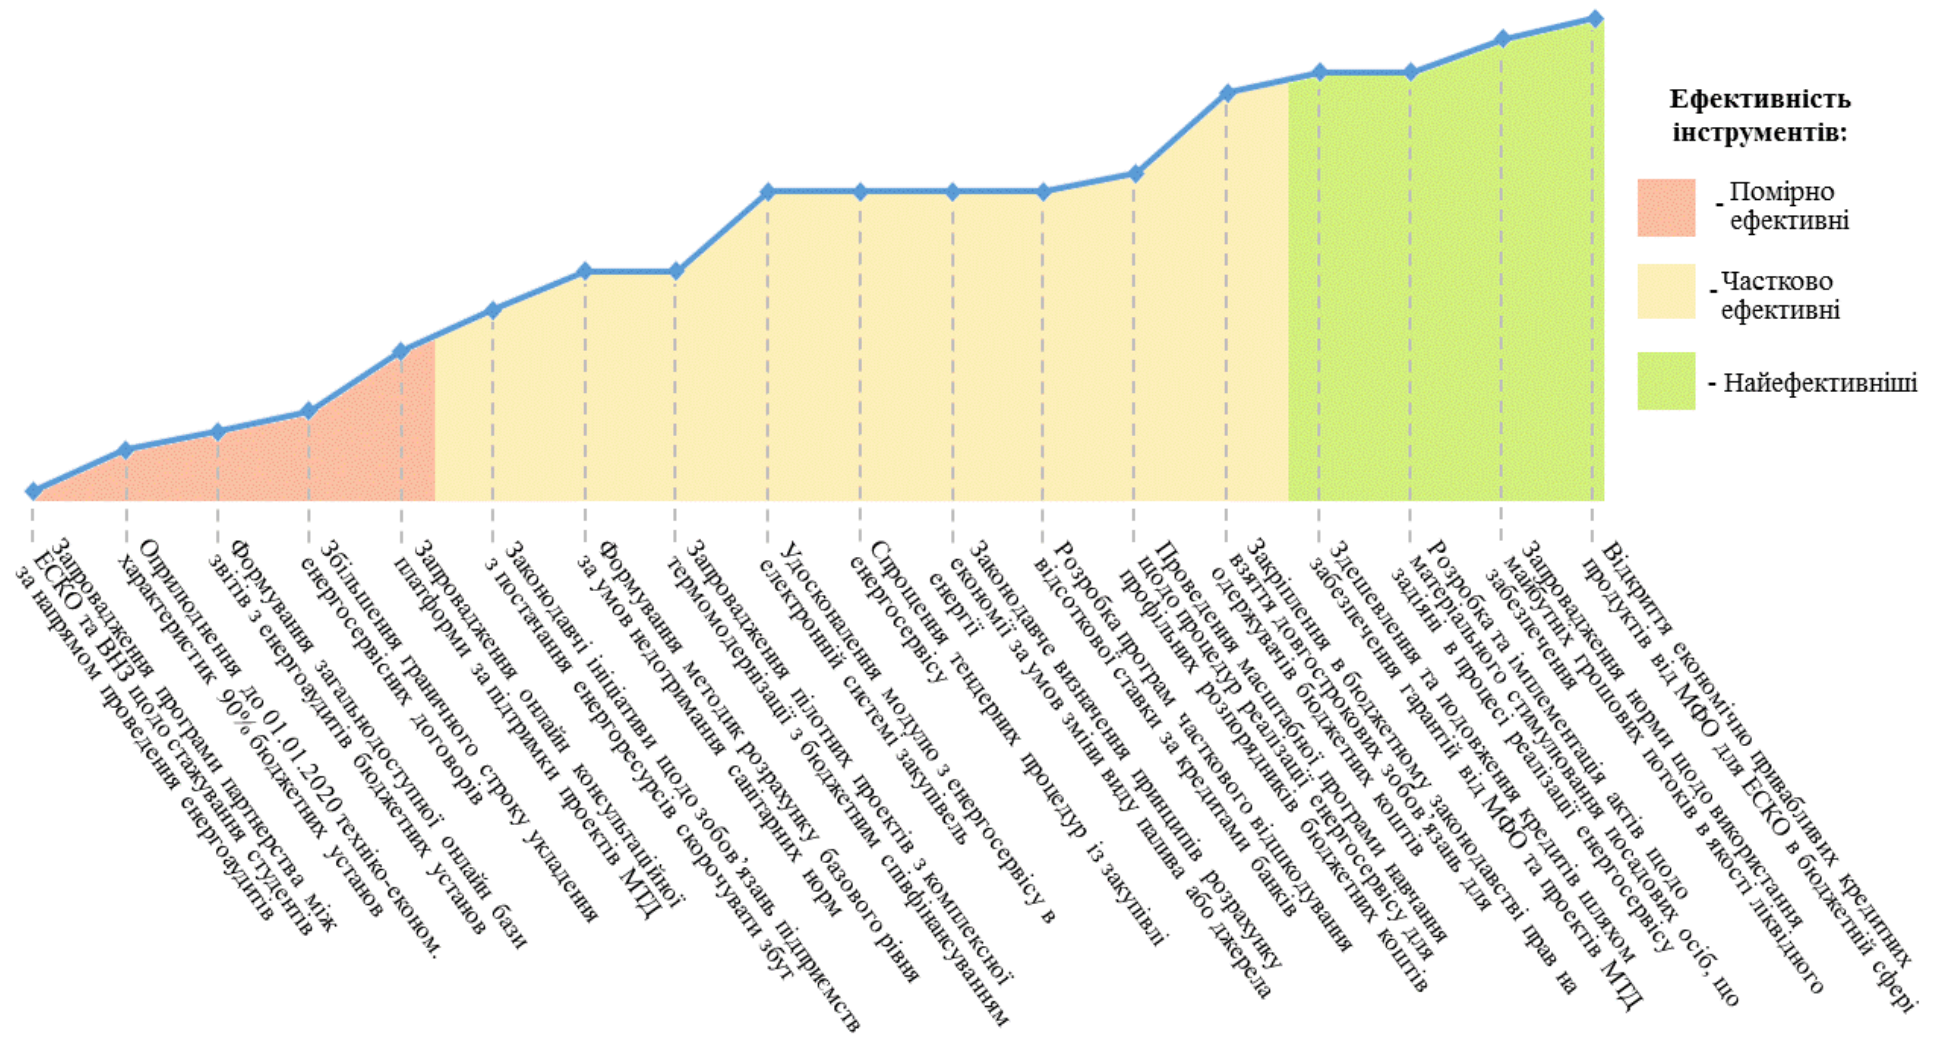 Ефективність
інструментів:
- Помірно
ефективні
- Частково
ефективні
- Найефективніші
Запровадження програми партнерства між
ЕСКО та ВНЗ щодо стажування студентів
за напрямом проведення енергоаудитів
Оприлюднення до 01.01.2020 техніко-економ.
характеристик 90% бюджетних установ
Формування загальнодоступної онлайн бази
звітів з енергоаудитів бюджетних установ
Збільшення граничного строку укладення
енергосервісних договорів
Запровадження онлайн консультаційної
платформи за підтримки проектів МТД
Законодавчі ініціативи щодо зобов’язань підприємств
з постачання енергоресурсів скорочувати збут
Формування методик розрахунку базового рівня
за умов недотримання санітарних норм
Запровадження пілотних проектів з комплексної
термомодернізації з бюджетним співфінансуванням
Удосконалення модулю з енергосервісу в
електронній системі закупівель
Спрощення тендерних процедур із закупівлі
енергосервісу
Законодавче визначення принципів розрахунку
економії за умов зміни виду палива або джерела
енергії
Розробка програм часткового відшкодування
відсоткової ставки за кредитами банків
Проведення масштабної програми навчання
щодо процедур реалізації енергосервісу для
профільних розпорядників бюджетних коштів
Закріплення в бюджетному законодавстві прав на
взяття довгострокових зобов’язань для
одержувачів бюджетних коштів
Здешевлення та подовження кредитів шляхом
забезпечення гарантій від МФО та проектів МТД
Розробка та імплементація актів щодо
матеріального стимулювання посадових осіб, що
задіяні в процесі реалізації енергосервісу
Запровадження норми щодо використання
майбутніх грошових потоків в якості ліквідного
забезпечення
Відкриття економічно привабливих кредитних
продуктів від МФО для ЕСКО в бюджетній сфері